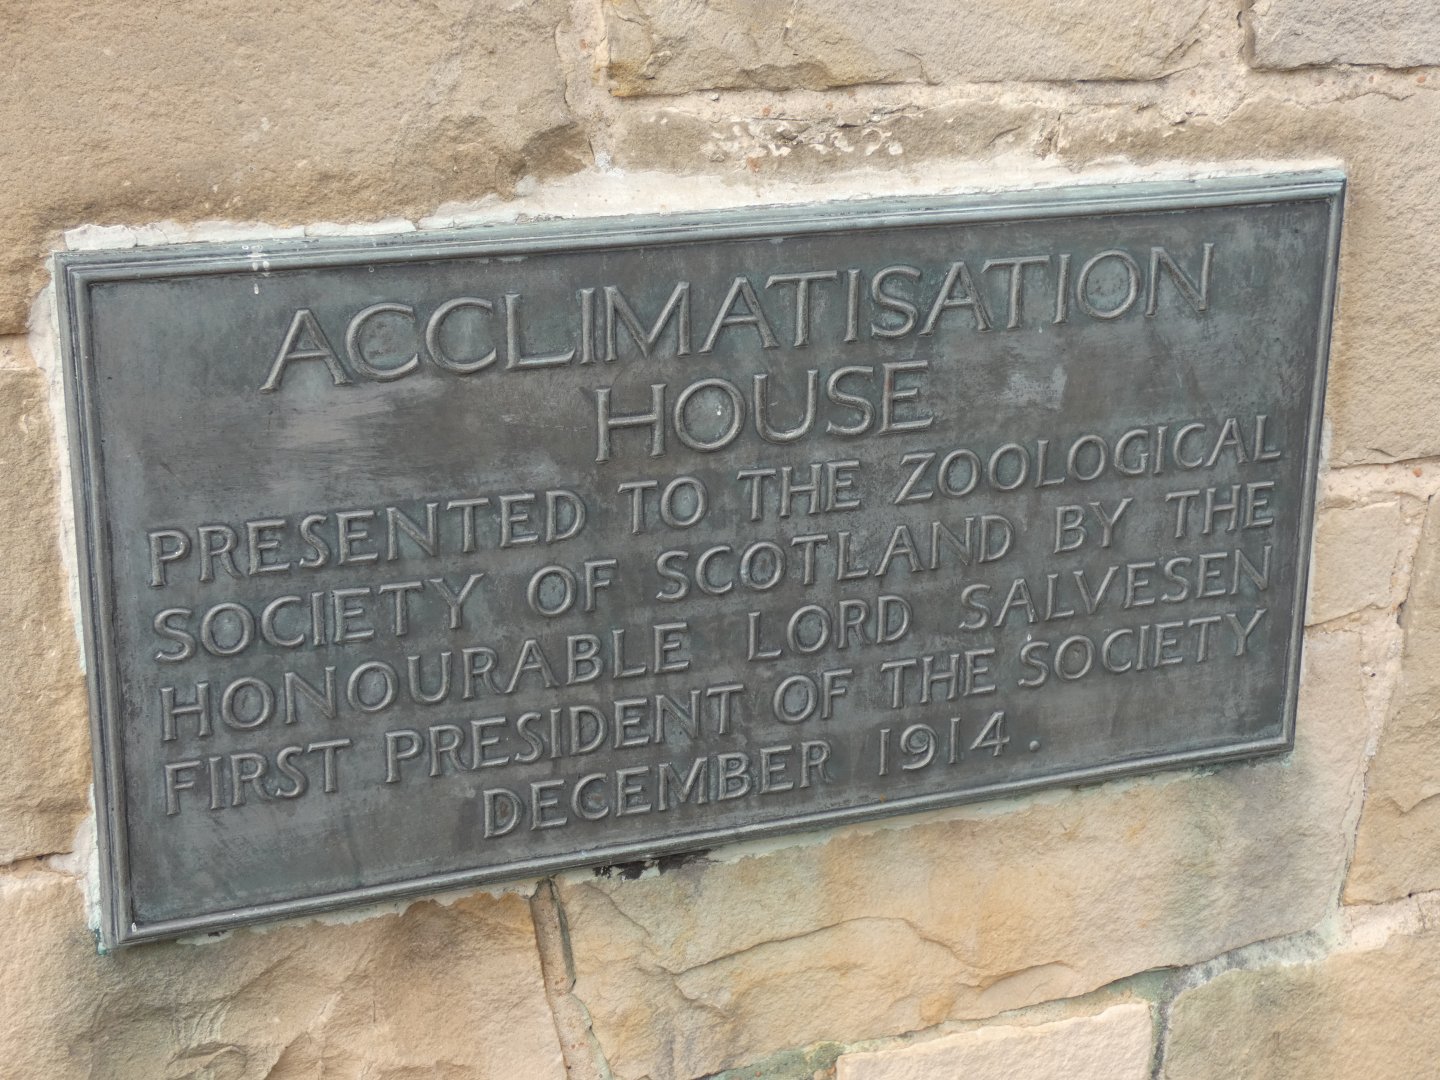 ACCLIMATISATION
HOUSE
PRESENTED TO THE ZOOLOGICAL
SOCIETY OF SCOTLAND BY THE
HONOURABLE LORD SALVESEN
FIRST PRESIDENT OF THE SOCIETY
DECEMBER 1914.